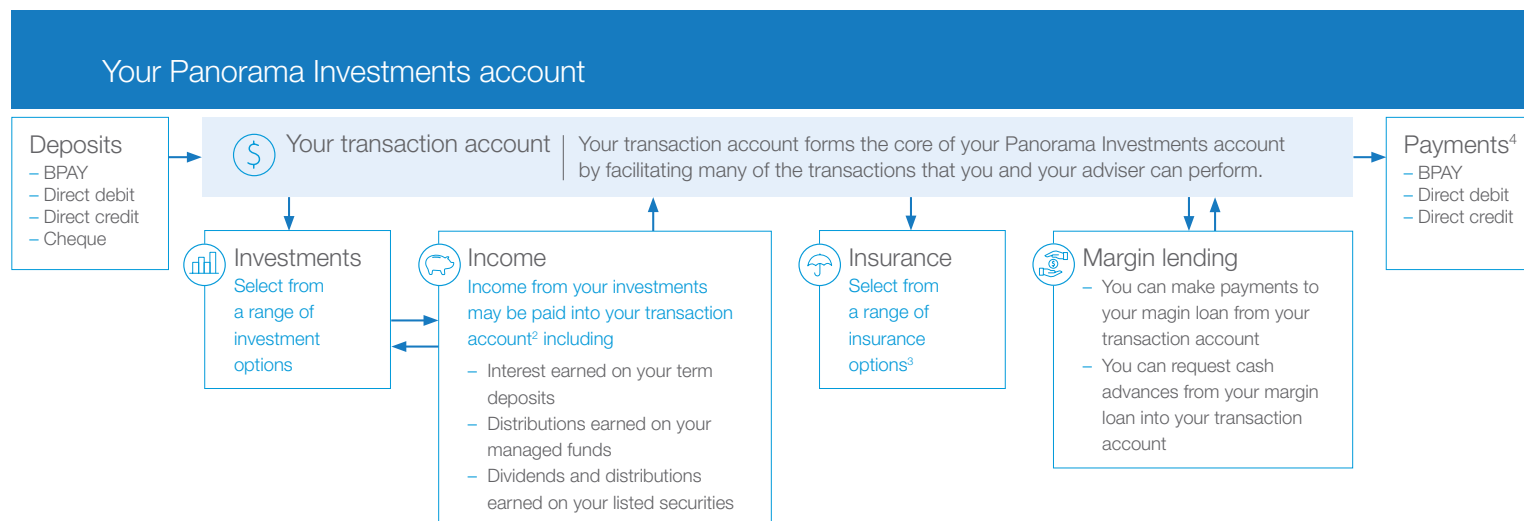 Your Panorama Investments account
Deposits
– BPAY
– Direct debit
– Direct credit
– Cheque
$
Your transaction account
Your transaction account forms the core of your Panorama Investments account
by facilitating many of the transactions that you and your adviser can perform.
Payments⁴
– BPAY
– Direct debit
– Direct credit
Investments
Select from
a range of
investment
options
Income
Income from your investments
may be paid into your transaction
account² including
– Interest earned on your term
deposits
– Distributions earned on your
managed funds
– Dividends and distributions
earned on your listed securities
Insurance
Select from
a range of
insurance
options³
$
Margin lending
– You can make payments to
your magin loan from your
transaction account
– You can request cash
advances from your margin
loan into your transaction
account